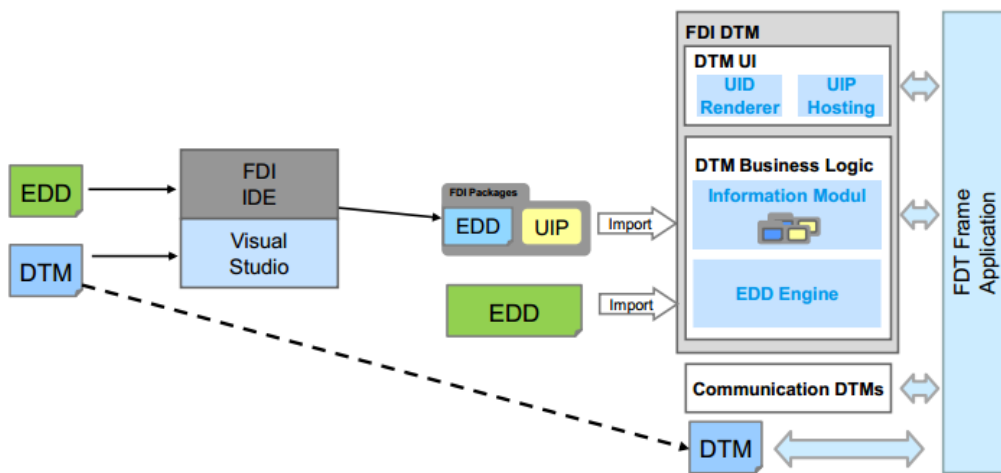 FDI DTM
DTM UI
UID
Renderer
UIP
Hosting
EDD
FDI
IDE
DTM Business Logic
Information Modul
FDI Packages
EDD
UIP
Import
DTM
Visual
Studio
EDD
Import
EDD Engine
Communication DTMs
DTM
FDT Frame
Application